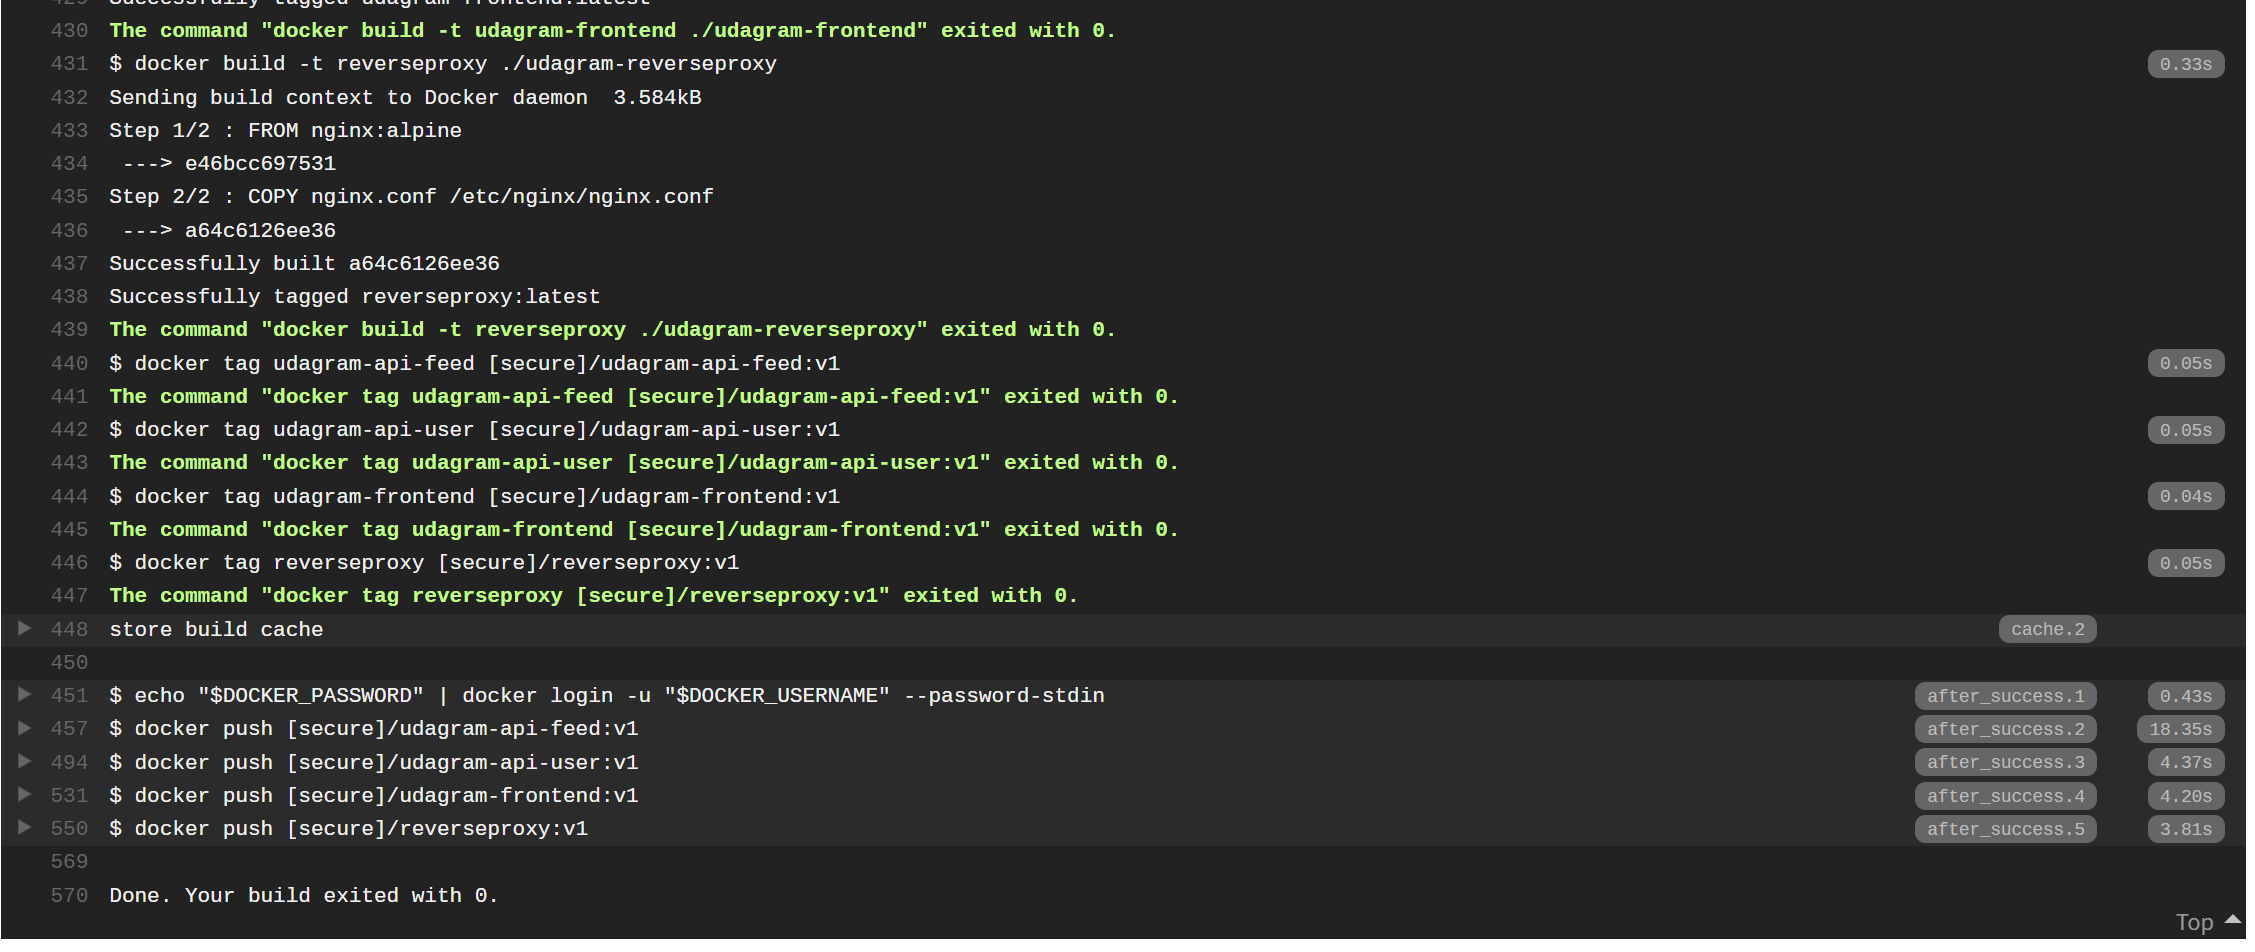 429 Successfully tagged udagram-frontend:latest
430 The command "docker build -t udagram-frontend ./udagram-frontend" exited with 0.
431 $ docker build -t reverseproxy ./udagram-reverseproxy 0.33s
432 Sending build context to Docker daemon  3.584kB
433 Step 1/2 : FROM nginx:alpine
434  ---> e46bcc697531
435 Step 2/2 : COPY nginx.conf /etc/nginx/nginx.conf
436  ---> a64c6126ee36
437 Successfully built a64c6126ee36
438 Successfully tagged reverseproxy:latest
439 The command "docker build -t reverseproxy ./udagram-reverseproxy" exited with 0.
440 $ docker tag udagram-api-feed [secure]/udagram-api-feed:v1 0.05s
441 The command "docker tag udagram-api-feed [secure]/udagram-api-feed:v1" exited with 0.
442 $ docker tag udagram-api-user [secure]/udagram-api-user:v1 0.05s
443 The command "docker tag udagram-api-user [secure]/udagram-api-user:v1" exited with 0.
444 $ docker tag udagram-frontend [secure]/udagram-frontend:v1 0.04s
445 The command "docker tag udagram-frontend [secure]/udagram-frontend:v1" exited with 0.
446 $ docker tag reverseproxy [secure]/reverseproxy:v1 0.05s
447 The command "docker tag reverseproxy [secure]/reverseproxy:v1" exited with 0.
448 store build cache cache.2
450
451 $ echo "$DOCKER_PASSWORD" | docker login -u "$DOCKER_USERNAME" --password-stdin after_success.1 0.43s
457 $ docker push [secure]/udagram-api-feed:v1 after_success.2 18.35s
494 $ docker push [secure]/udagram-api-user:v1 after_success.3 4.37s
531 $ docker push [secure]/udagram-frontend:v1 after_success.4 4.20s
550 $ docker push [secure]/reverseproxy:v1 after_success.5 3.81s
569
570 Done. Your build exited with 0.
Top